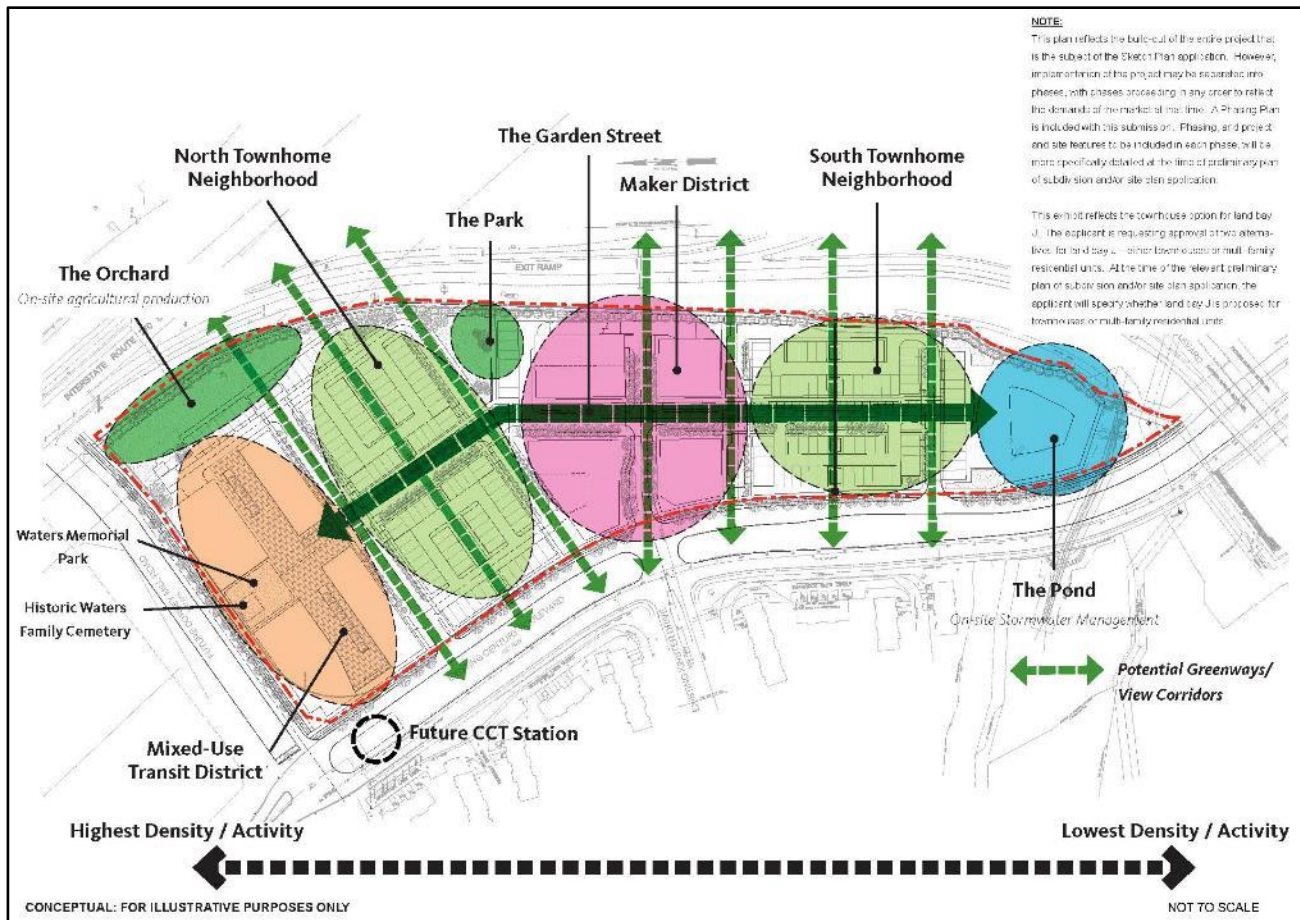 NOTE:
This plan reflects the build-out of the entire project that
is the subject of the Sketch Plan application. However,
implementation of the project may be separated into
phases, with phases proceeding in any order to reflect
the demands of the market at that time. A Phasing Plan
is included with this submission. Phasing, and project
and site features to be included in each phase, will be
more specifically detailed at the time of preliminary plan
of subdivision and/or site plan application.
This exhibit reflects the townhouse option for land bay
J. The applicant is requesting approval of two alterna-
tives for land bay J - either townhouses or multi-family
residential units. At the time of the relevant preliminary
plan of subdivision and/or site plan application, the
applicant will specify whether land bay J is proposed for
townhouses or multi-family residential units.
The Garden Street
North Townhome
Neighborhood
Maker District
South Townhome
Neighborhood
The Park
The Orchard
On-site agricultural production
EXIT RAMP
INTERSTATE ROUTE
Waters Memorial
Park
Historic Waters
Family Cemetery
CENTURY BOULEVARD
The Pond
On-site Stormwater Management
Potential Greenways/
View Corridors
Future CCT Station
Mixed-Use
Transit District
Highest Density / Activity
Lowest Density / Activity
CONCEPTUAL: FOR ILLUSTRATIVE PURPOSES ONLY
NOT TO SCALE